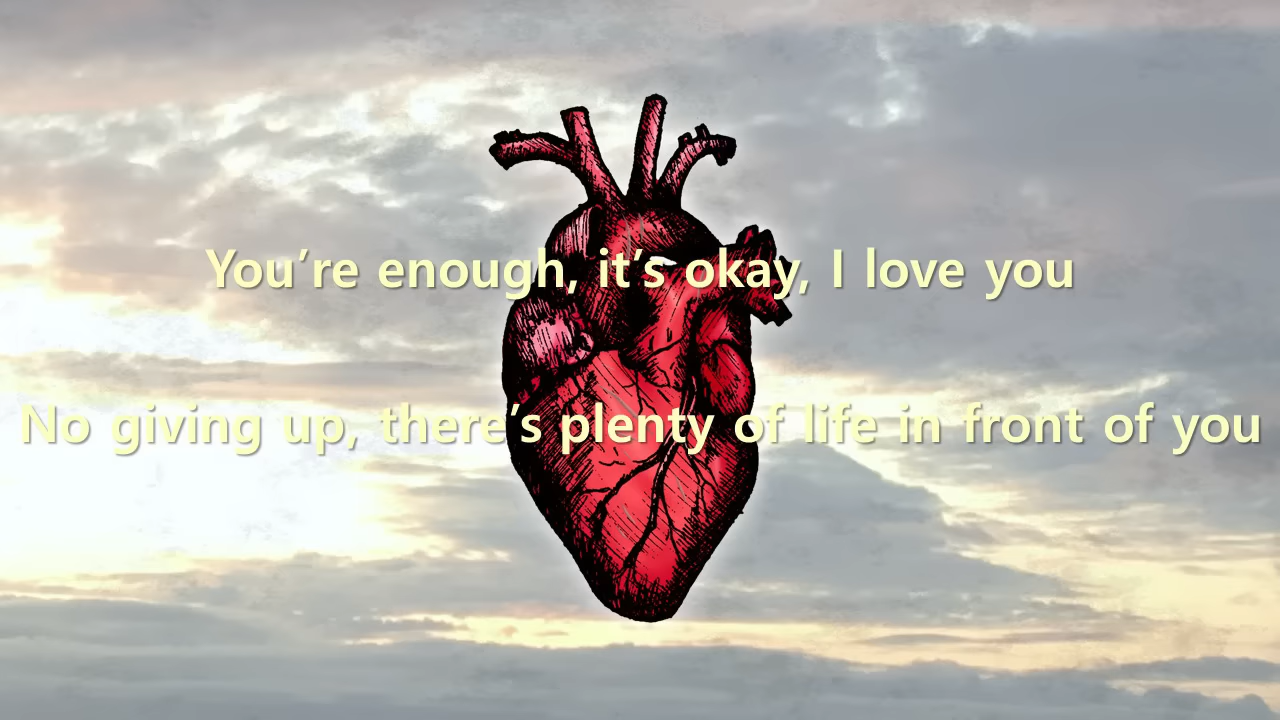 You’re enough, it’s okay, I love you
No giving up, there’s plenty of life in front of you